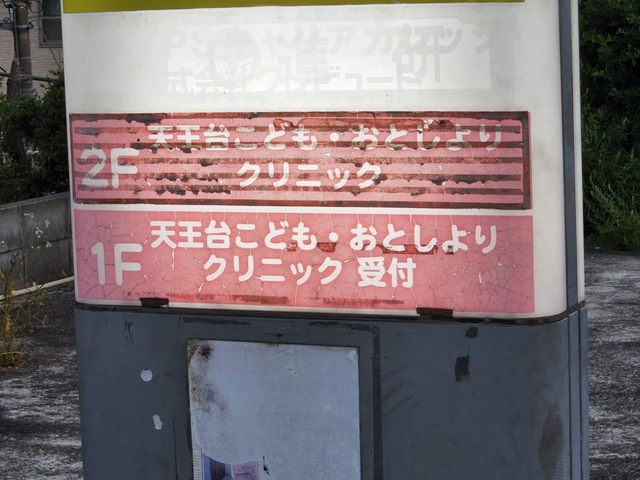 2F 天王台こども・おとしより
クリニック
1F 天王台こども・おとしより
クリニック 受付